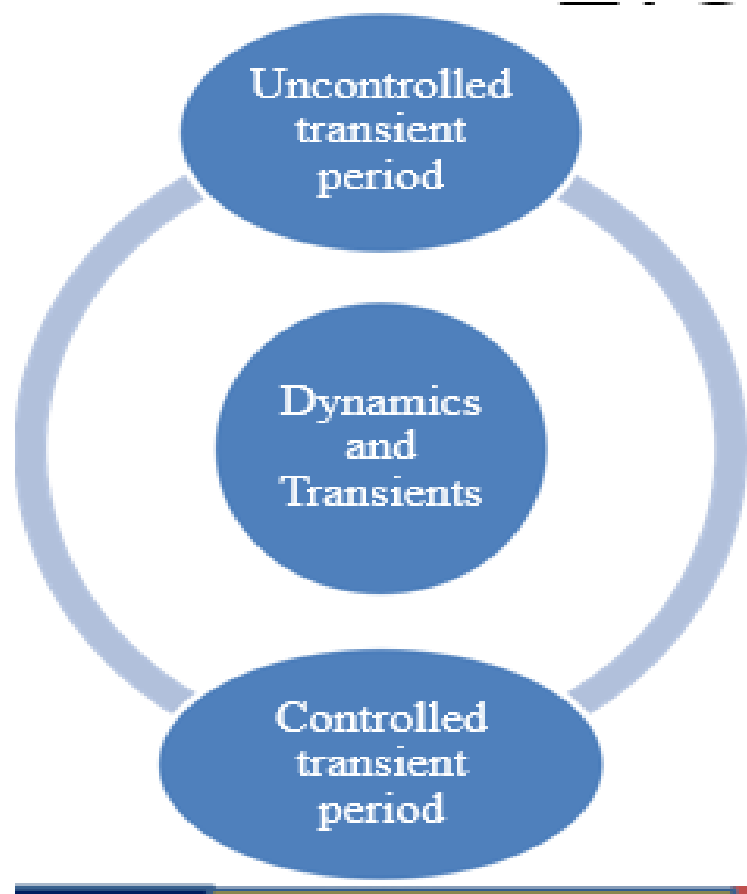 Uncontrolled
transient
period
Dynamics
and
Transients
Controlled
transient
period